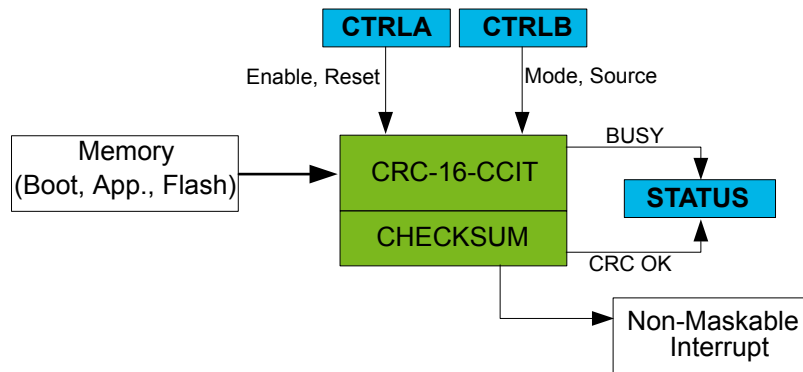 CTRLA
CTRLB
Enable, Reset
Mode, Source
Memory
(Boot, App., Flash)
CRC-16-CCIT
BUSY
STATUS
CHECKSUM
CRC OK
Non-Maskable
Interrupt